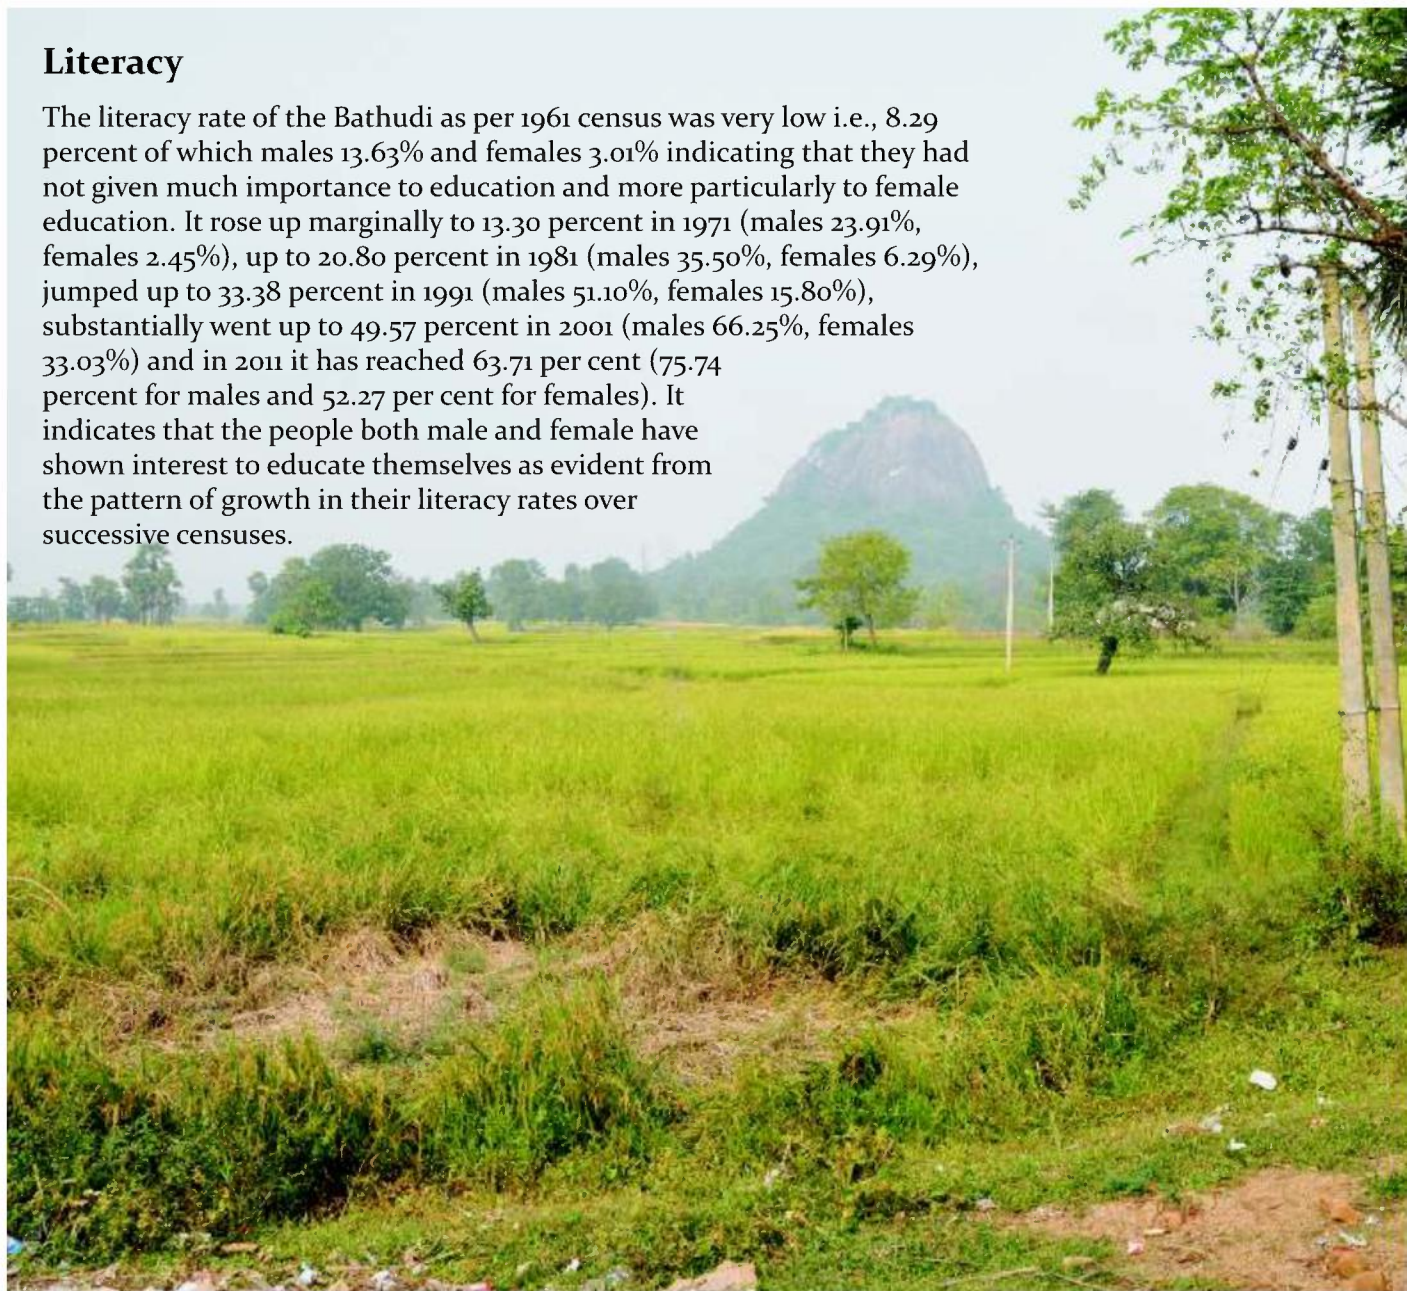 Literacy
The literacy rate of the Bathudi as per 1961 census was very low i.e., 8.29
percent of which males 13.63% and females 3.01% indicating that they had
not given much importance to education and more particularly to female
education. It rose up marginally to 13.30 percent in 1971 (males 23.91%,
females 2.45%), up to 20.80 percent in 1981 (males 35.50%, females 6.29%),
jumped up to 33.38 percent in 1991 (males 51.10%, females 15.80%),
substantially went up to 49.57 percent in 2001 (males 66.25%, females
33.03%) and in 2011 it has reached 63.71 per cent (75.74
percent for males and 52.27 per cent for females). It
indicates that the people both male and female have
shown interest to educate themselves as evident from
the pattern of growth in their literacy rates over
successive censuses.